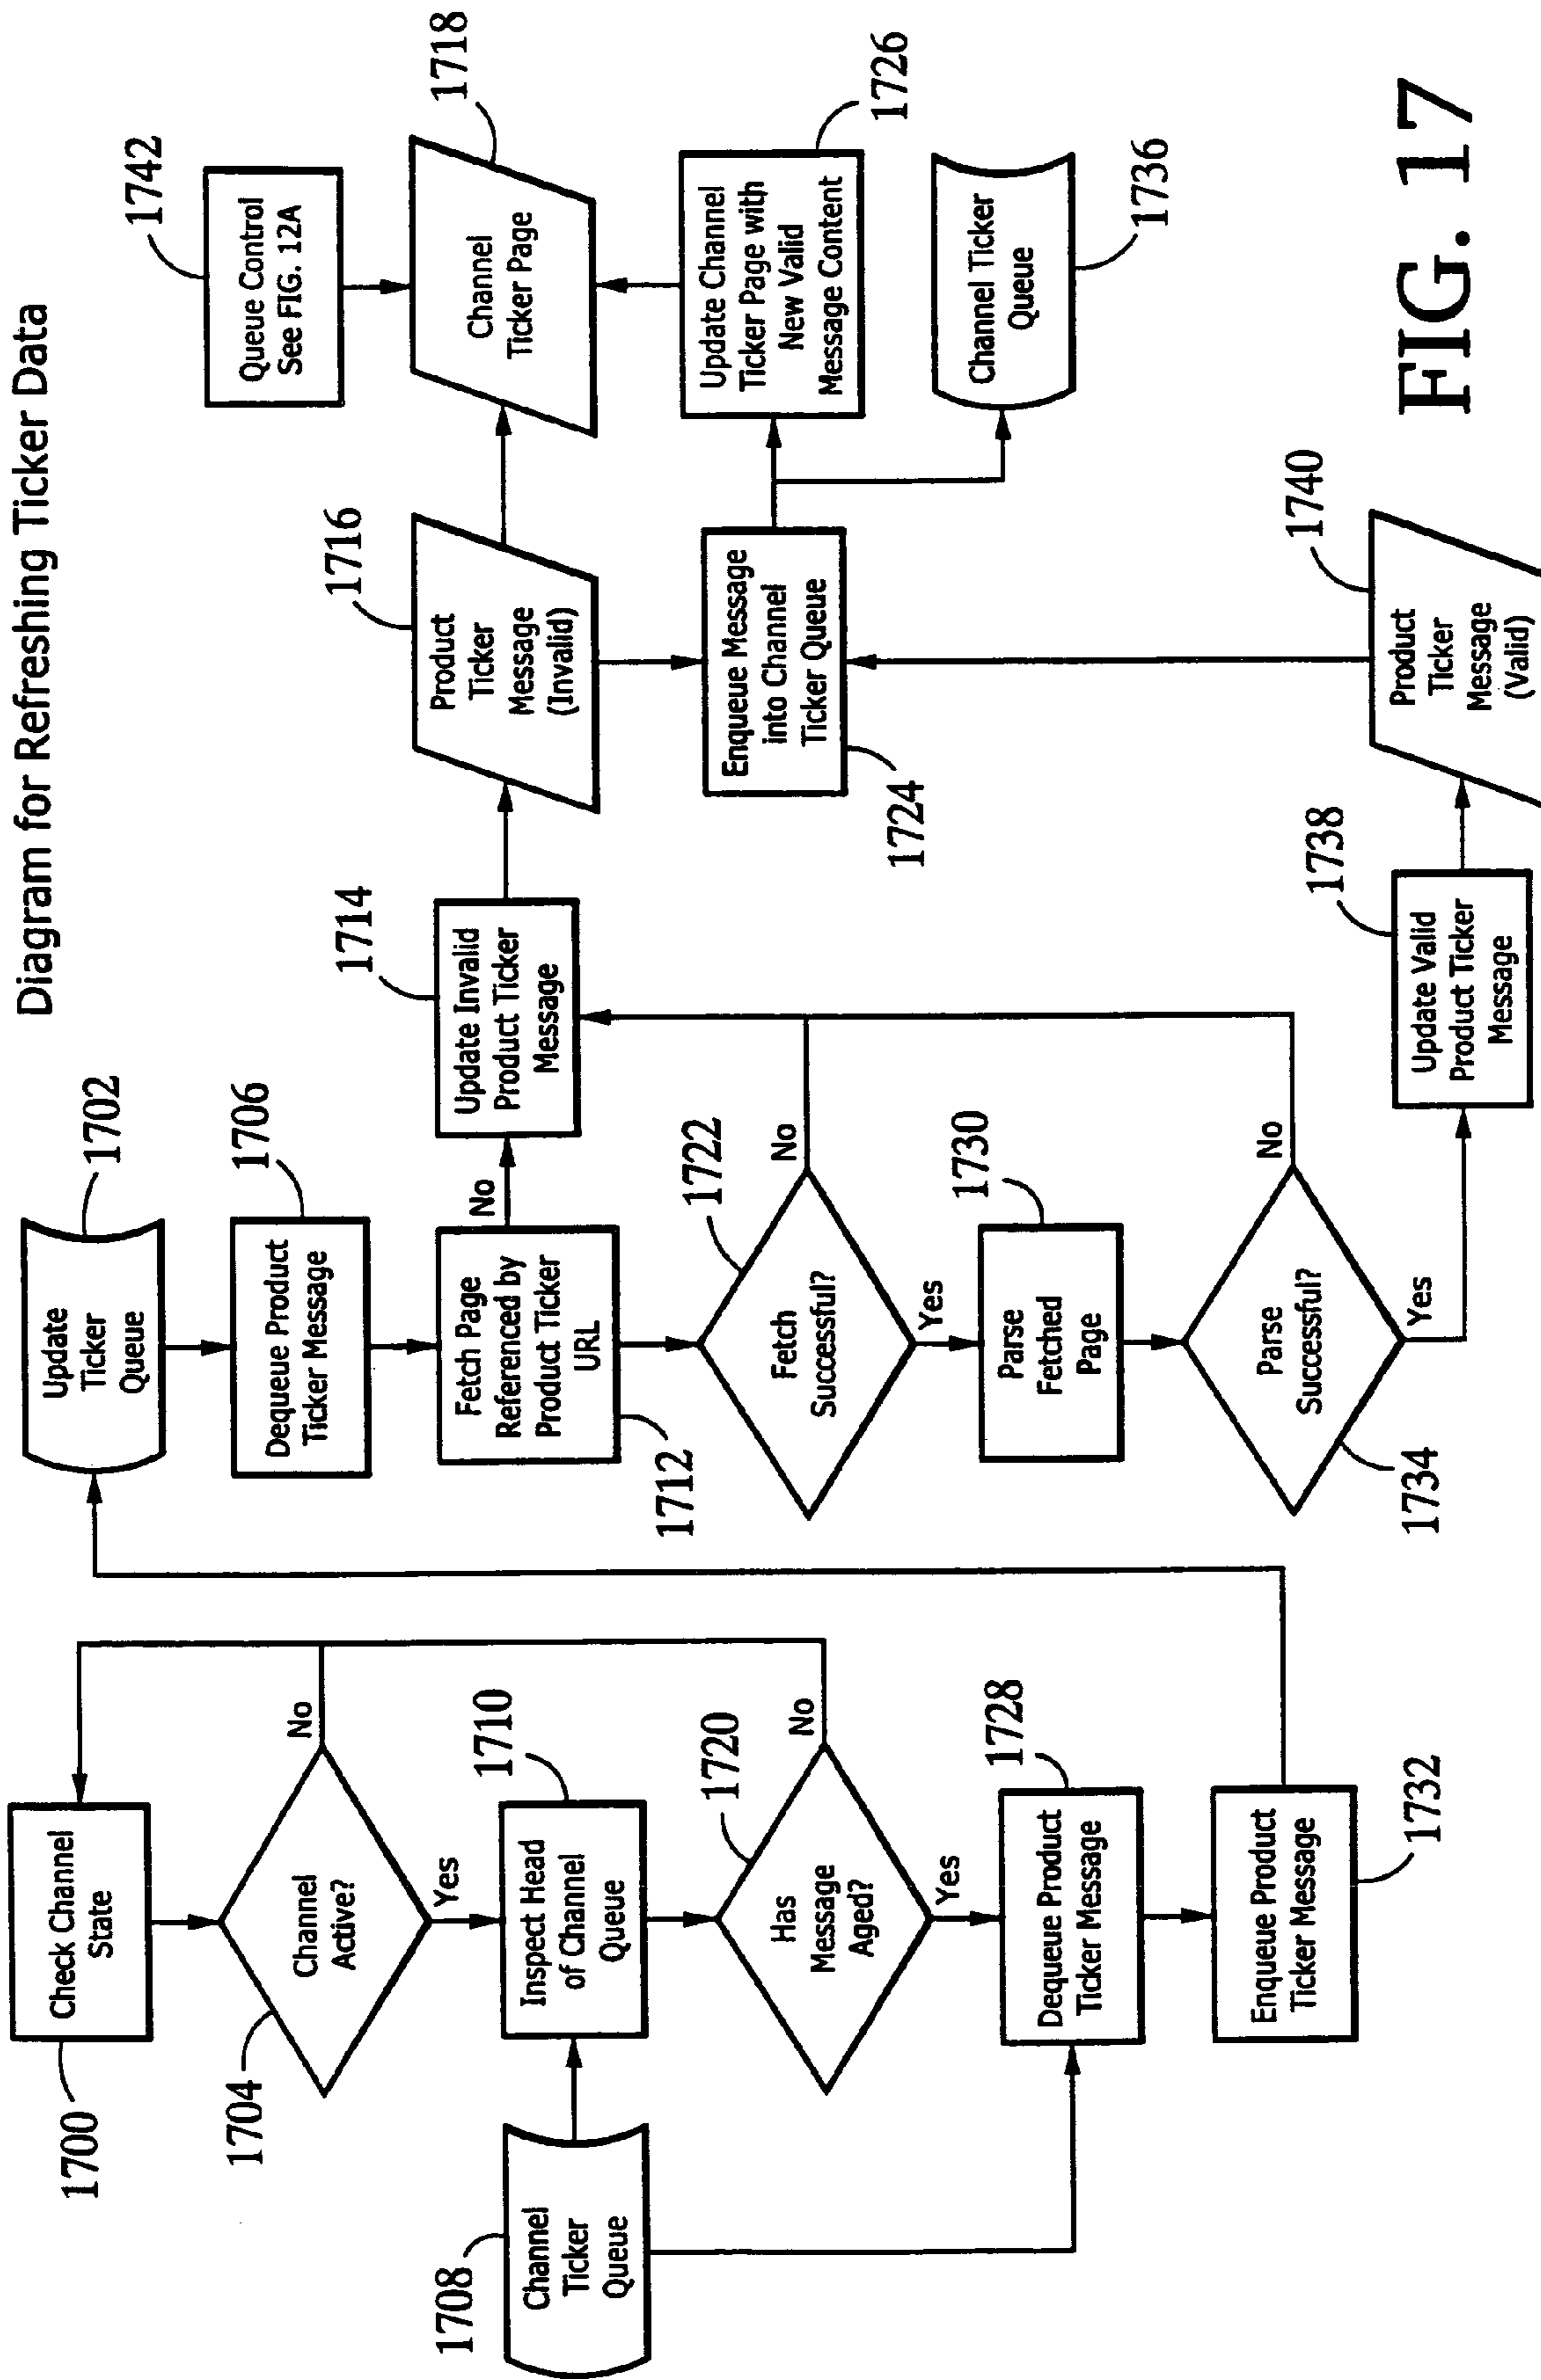 Diagram for Refreshing Ticker Data
1700
Check Channel
State
1704
Channel
Active?
No
Yes
1708
Channel
Ticker
Queue
1710
Inspect Head
of Channel
Queue
1720
Has
Message
Aged?
No
Yes
1728
Dequeue Product
Ticker Message
Enqueue Product
Ticker Message
1732
1702
Update
Ticker
Queue
1706
Dequeue Product
Ticker Message
Fetch Page
Referenced by
Product Ticker
URL
1712
No
1722
Fetch
Successful?
No
Yes
1730
Parse
Fetched
Page
Parse
Successful?
1734
No
Yes
1714
Update Invalid
Product Ticker
Message
1716
Product
Ticker
Message
(Invalid)
Enqueue Message
into Channel
Ticker Queue
1724
1738
Update Valid
Product Ticker
Message
1740
Product
Ticker
Message
(Valid)
1742
Queue Control
See FIG. 12A
1718
Channel
Ticker Page
Update Channel
Ticker Page with
New Valid
Message Content
1726
Channel Ticker
Queue
1736
FIG. 17